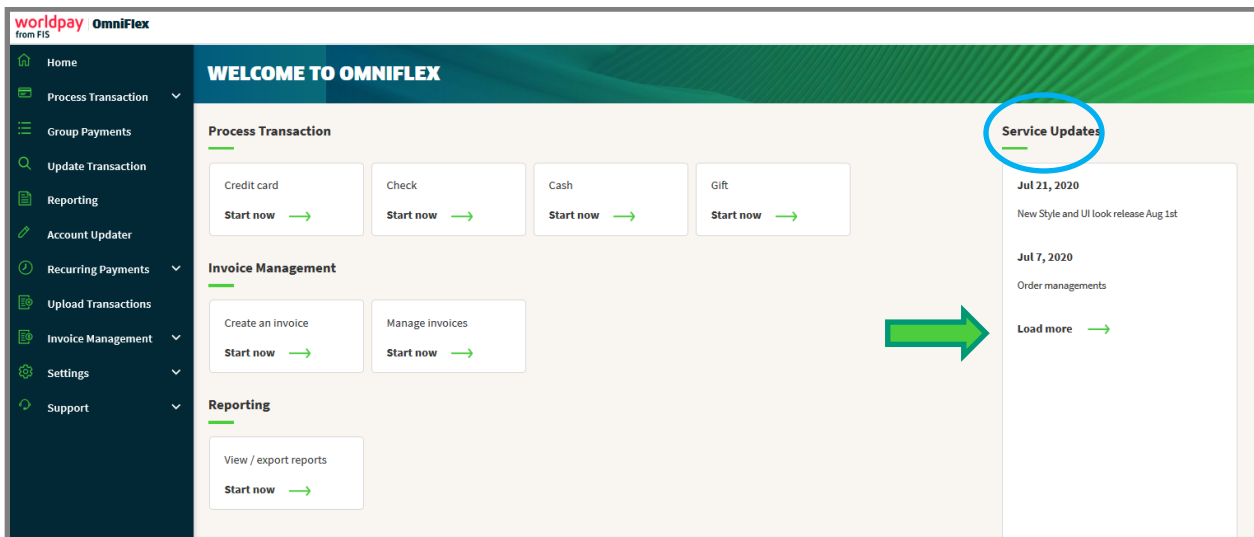 worldpay OmniFlex
from FIS
Home
Process Transaction
Group Payments
Update Transaction
Reporting
Account Updater
Recurring Payments
Upload Transactions
Invoice Management
Settings
Support
WELCOME TO OMNIFLEX
Process Transaction
Credit card
Start now
Check
Start now
Cash
Start now
Gift
Start now
Invoice Management
Create an invoice
Start now
Manage invoices
Start now
Reporting
View / export reports
Start now
Service Updates
Jul 21, 2020
New Style and UI look release Aug 1st
Jul 7, 2020
Order managements
Load more